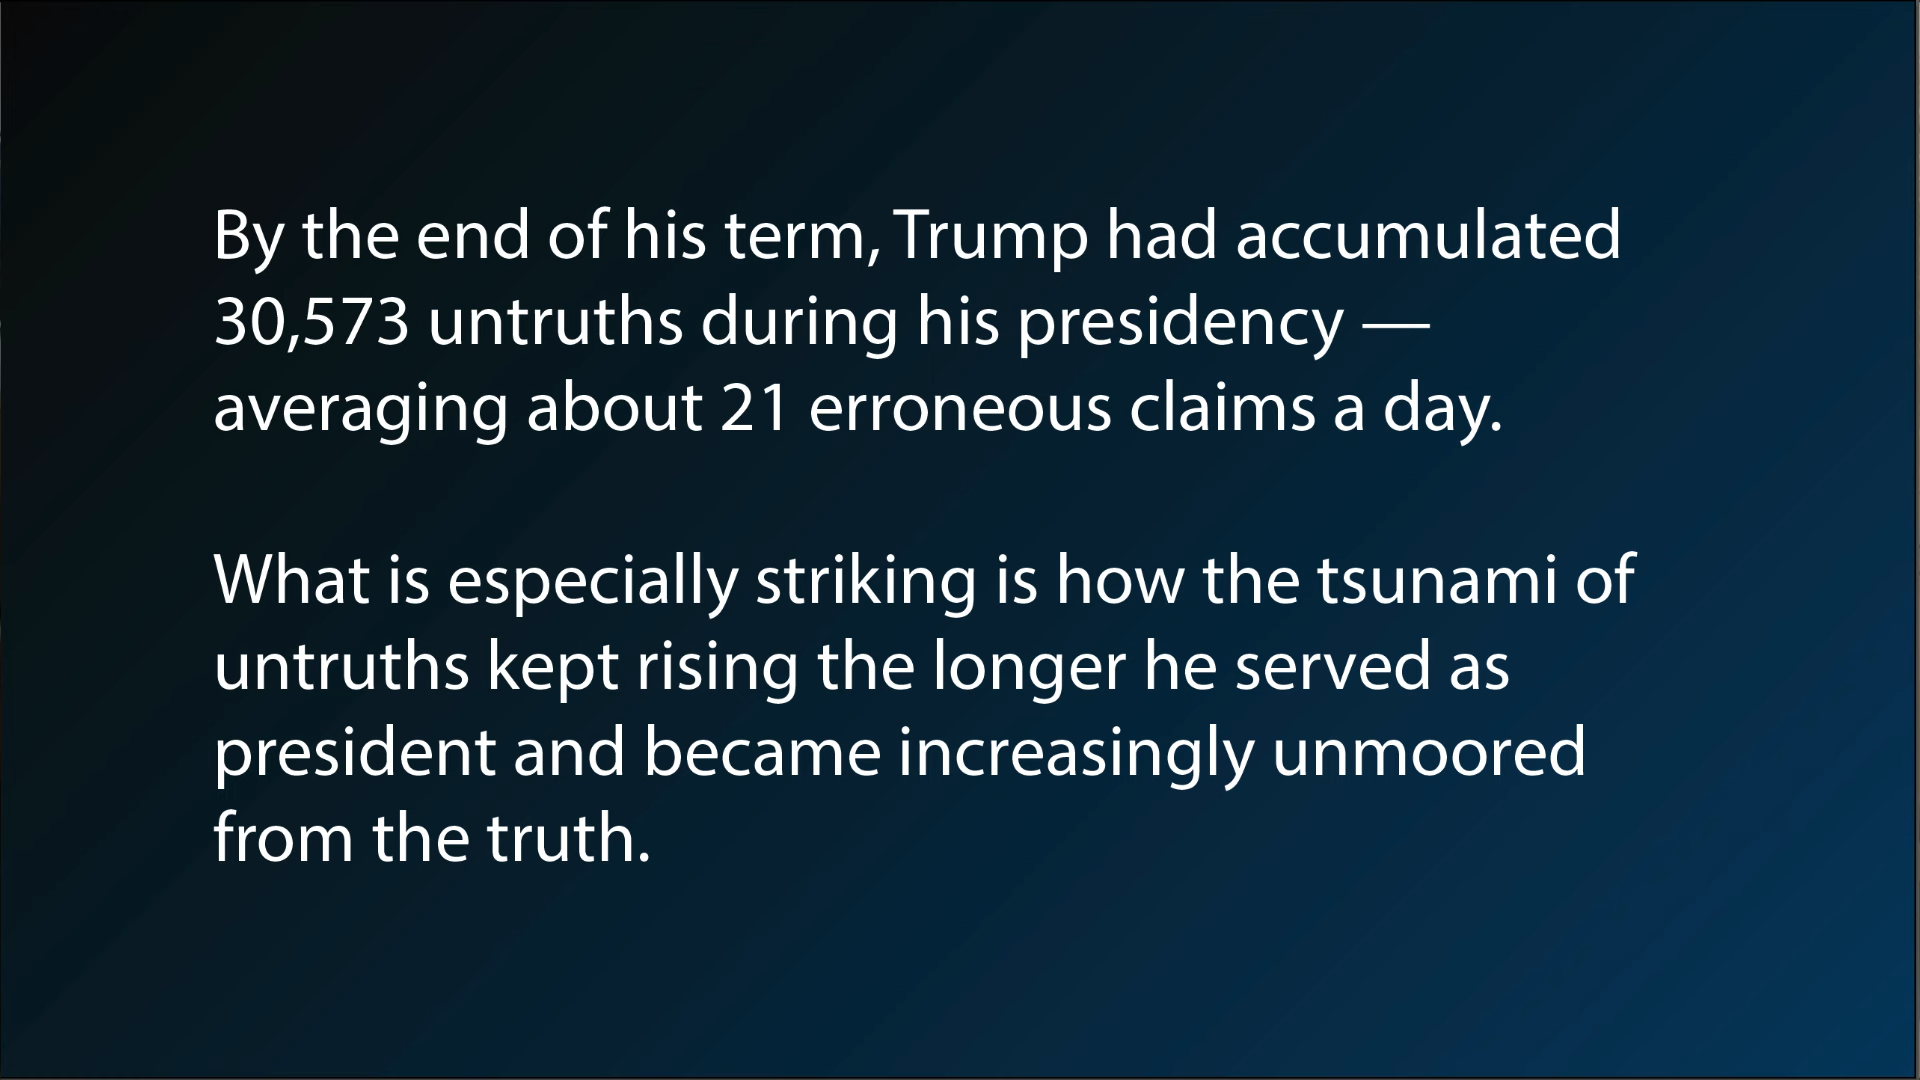 By the end of his term, Trump had accumulated
30,573 untruths during his presidency —
averaging about 21 erroneous claims a day.
What is especially striking is how the tsunami of
untruths kept rising the longer he served as
president and became increasingly unmoored
from the truth.